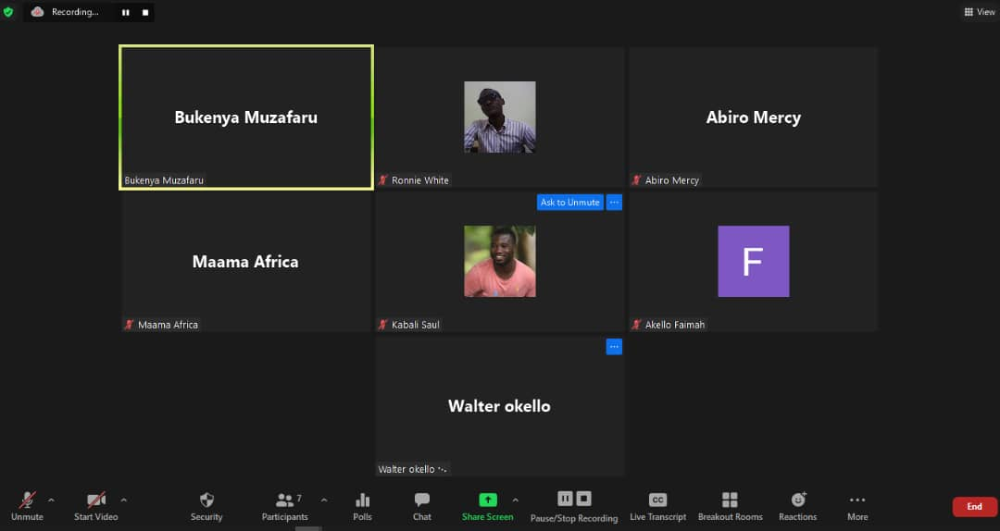 Recording...
View
Bukenya Muzafaru
Bukenya Muzafaru
Ronnie White
Abiro Mercy
Abiro Mercy
Maama Africa
Maama Africa
Ask to Unmute
...
Kabali Saul
F
Akello Faimah
...
Walter okello
Walter okello
Unmute
Start Video
Security
7
Participants
Polls
Chat
Share Screen
Pause/Stop Recording
CC
Live Transcript
Breakout Rooms
Reactions
More
End